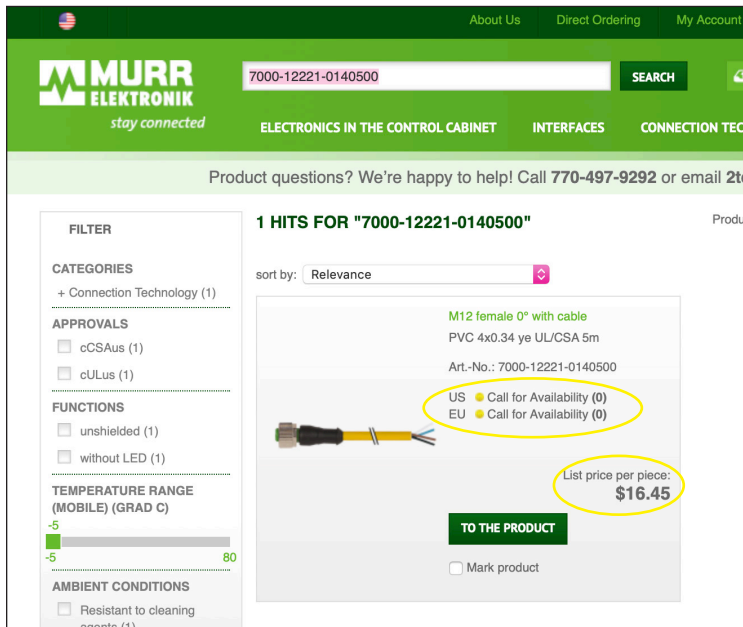 About Us Direct Ordering My Account
MURR
ELEKTRONIK
stay connected
7000-12221-0140500
SEARCH
ELECTRONICS IN THE CONTROL CABINET INTERFACES CONNECTION TEC
Product questions? We're happy to help! Call 770-497-9292 or email 2t
FILTER
CATEGORIES
+ Connection Technology (1)
APPROVALS
cCSAus (1)
cULus (1)
FUNCTIONS
unshielded (1)
without LED (1)
TEMPERATURE RANGE
(MOBILE) (GRAD C)
-5
-5 80
AMBIENT CONDITIONS
Resistant to cleaning
agents (1)
1 HITS FOR "7000-12221-0140500"
Produ
sort by: Relevance
M12 female 0° with cable
PVC 4x0.34 ye UL/CSA 5m
Art.-No.: 7000-12221-0140500
US Call for Availability (0)
EU Call for Availability (0)
List price per piece:
$16.45
TO THE PRODUCT
Mark product